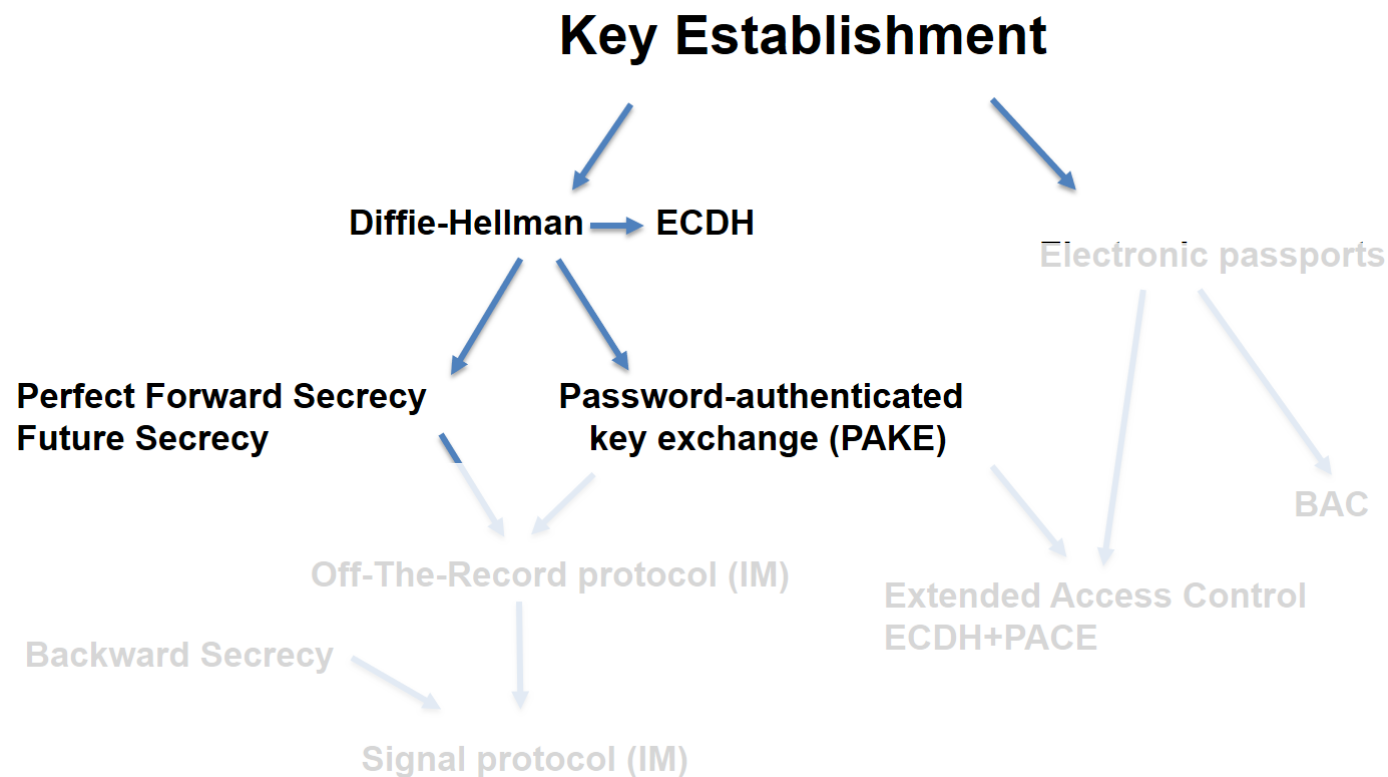 Key Establishment
Diffie-Hellman
ECDH
Electronic passports
Perfect Forward Secrecy
Future Secrecy
Password-authenticated
key exchange (PAKE)
BAC
Off-The-Record protocol (IM)
Extended Access Control
ECDH+PACE
Backward Secrecy
Signal protocol (IM)